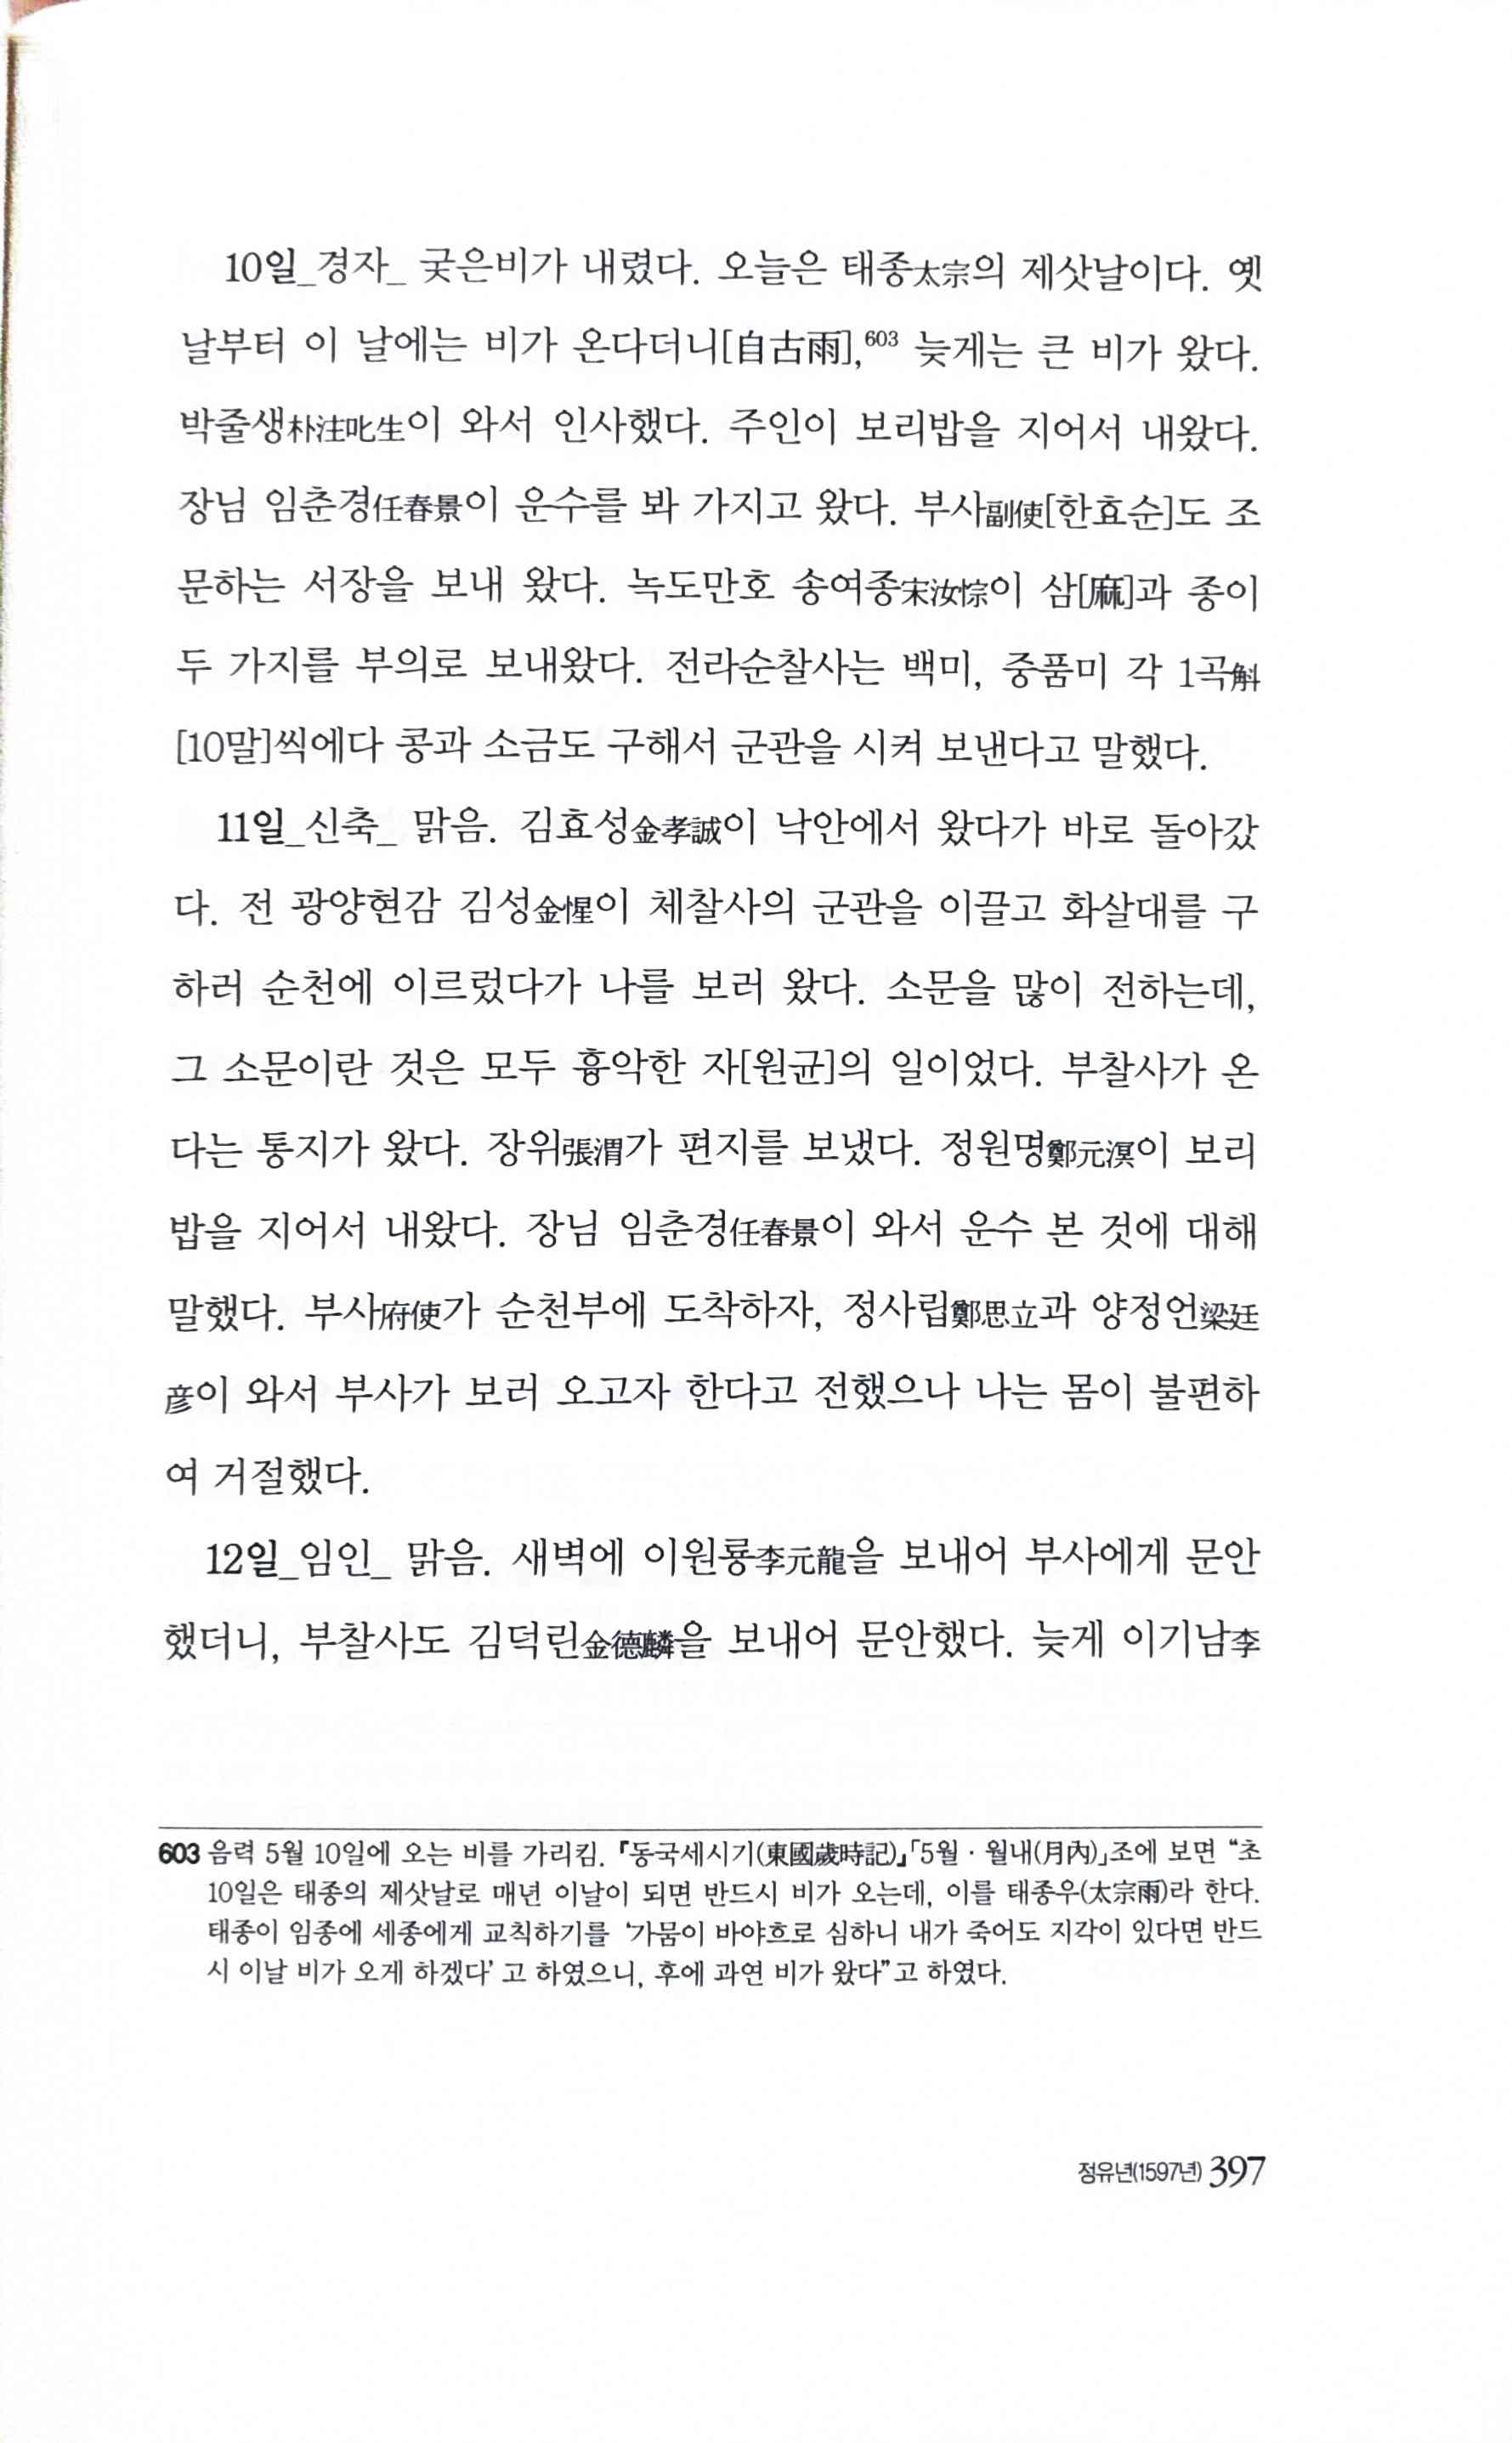 10일_경자_ 궂은비가 내렸다. 오늘은 태종太宗의 제삿날이다. 옛
날부터 이 날에는 비가 온다더니[自古雨],603 늦게는 큰 비가 왔다.
박줄생朴注叱生이 와서 인사했다. 주인이 보리밥을 지어서 내왔다.
장님 임춘경任春景이 운수를 봐 가지고 왔다. 부사副使[한효순]도 조
문하는 서장을 보내 왔다. 녹도만호 송여종宋汝悰이 삼[麻]과 종이
두 가지를 부의로 보내왔다. 전라순찰사는 백미, 중품미 각 1곡斛
[10말]씩에다 콩과 소금도 구해서 군관을 시켜 보낸다고 말했다.
11일_신축_ 맑음. 김효성金孝誠이 낙안에서 왔다가 바로 돌아갔
다. 전 광양현감 김성金惺이 체찰사의 군관을 이끌고 화살대를 구
하러 순천에 이르렀다가 나를 보러 왔다. 소문을 많이 전하는데,
그 소문이란 것은 모두 흉악한 자[원균]의 일이었다. 부찰사가 온
다는 통지가 왔다. 장위張渭가 편지를 보냈다. 정원명鄭元溟이 보리
밥을 지어서 내왔다. 장님 임춘경任春景이 와서 운수 본 것에 대해
말했다. 부사府使가 순천부에 도착하자, 정사립鄭思立과 양정언梁廷
彦이 와서 부사가 보러 오고자 한다고 전했으나 나는 몸이 불편하
여 거절했다.
12일_임인_ 맑음. 새벽에 이원룡李元龍을 보내어 부사에게 문안
했더니, 부찰사도 김덕린金德麟을 보내어 문안했다. 늦게 이기남李
603 음력 5월 10일에 오는 비를 가리킴. 『동국세시기(東國歲時記)』「5월·월내(月內)」조에 보면 “초
10일은 태종의 제삿날로 매년 이날이 되면 반드시 비가 오는데, 이를 태종우(太宗雨)라 한다.
태종이 임종에 세종에게 교칙하기를 ‘가뭄이 바야흐로 심하니 내가 죽어도 지각이 있다면 반드
시 이날 비가 오게 하겠다’ 고 하였으니, 후에 과연 비가 왔다”고 하였다.
정유년(1597년) 397